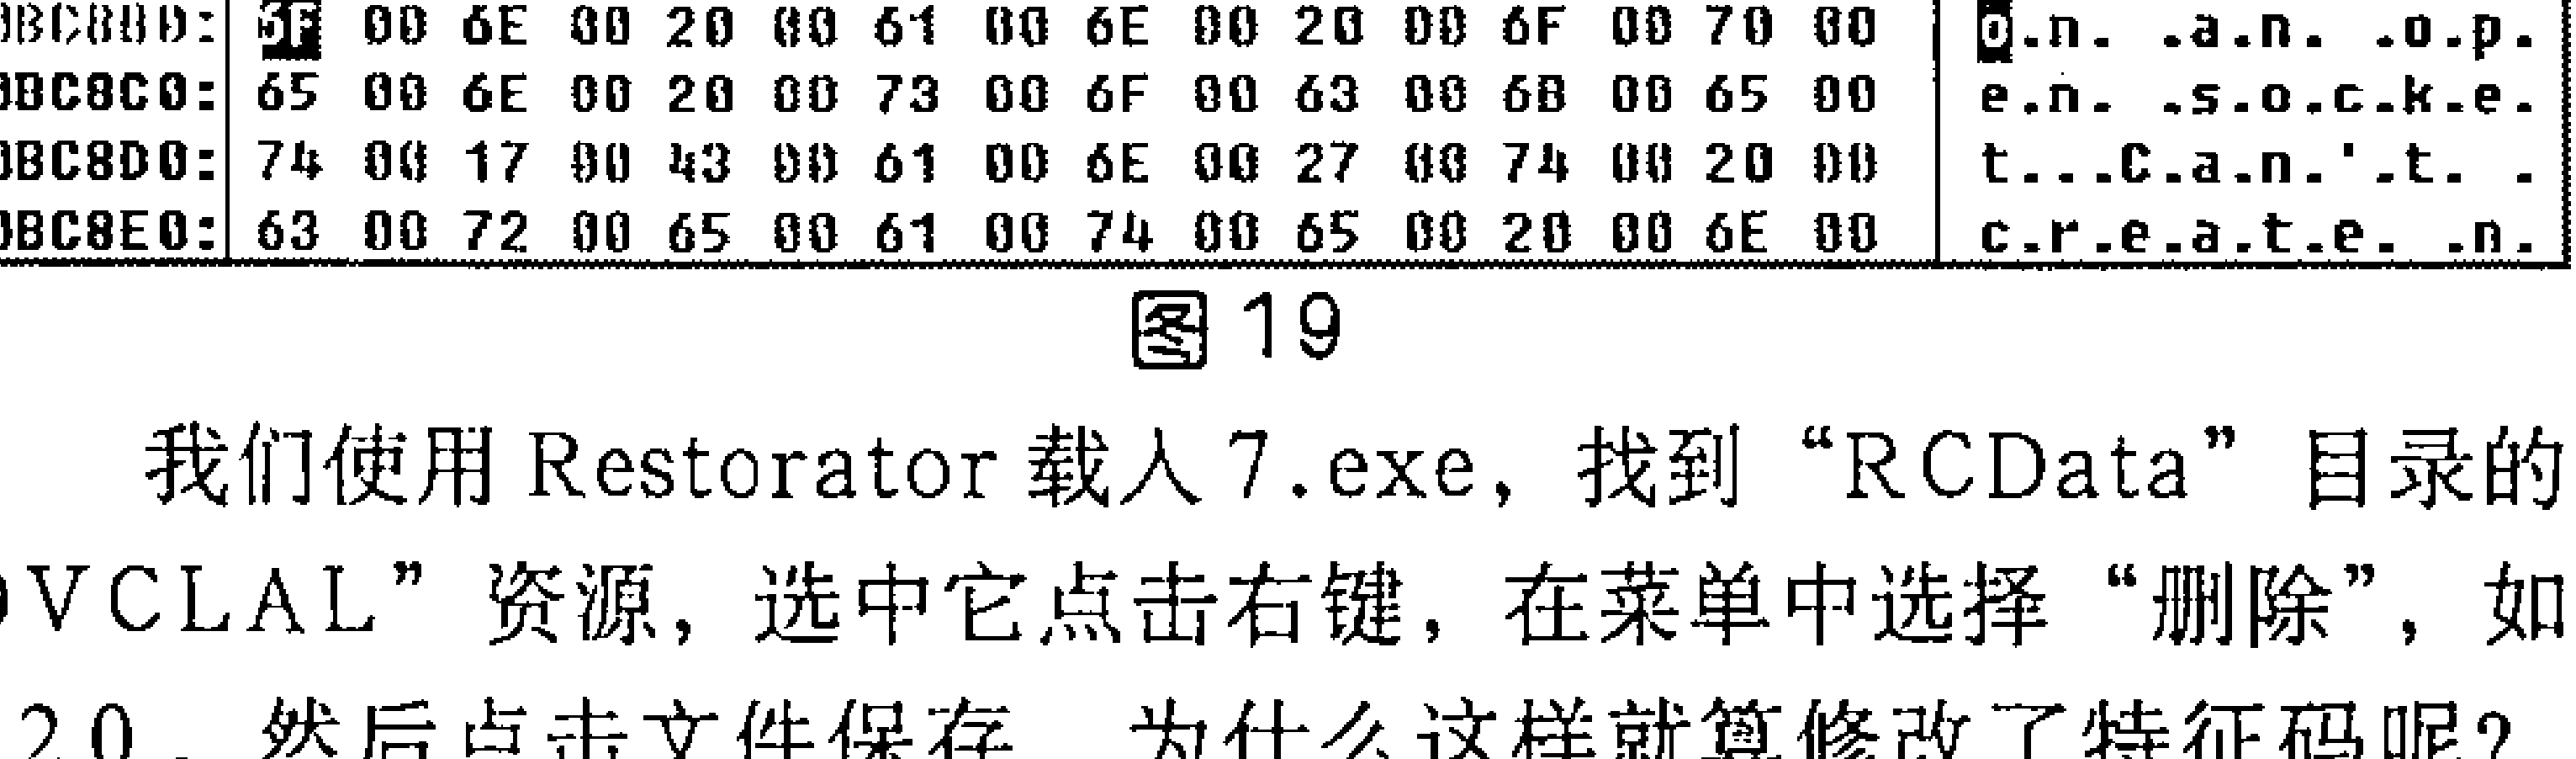 6F 00 6E 00 20 00 61 00 6E 00 20 00 6F 00 70 00 o.n. .a.n. .o.p.
0BC8C0: 65 00 6E 00 20 00 73 00 6F 00 63 00 6B 00 65 00 e.n. .s.o.c.k.e.
0BC8D0: 74 00 17 00 43 00 61 00 6E 00 27 00 74 00 20 00 t...C.a.n.'.t. .
0BC8E0: 63 00 72 00 65 00 61 00 74 00 65 00 20 00 6E 00 c.r.e.a.t.e. .n.
图 19
我们使用 Restorator 载入 7.exe，找到“RCData”目录的
DVCLAL”资源，选中它点击右键，在菜单中选择“删除”，如
20，然后点击文件保存。为什么这样就算修改了特征码呢？